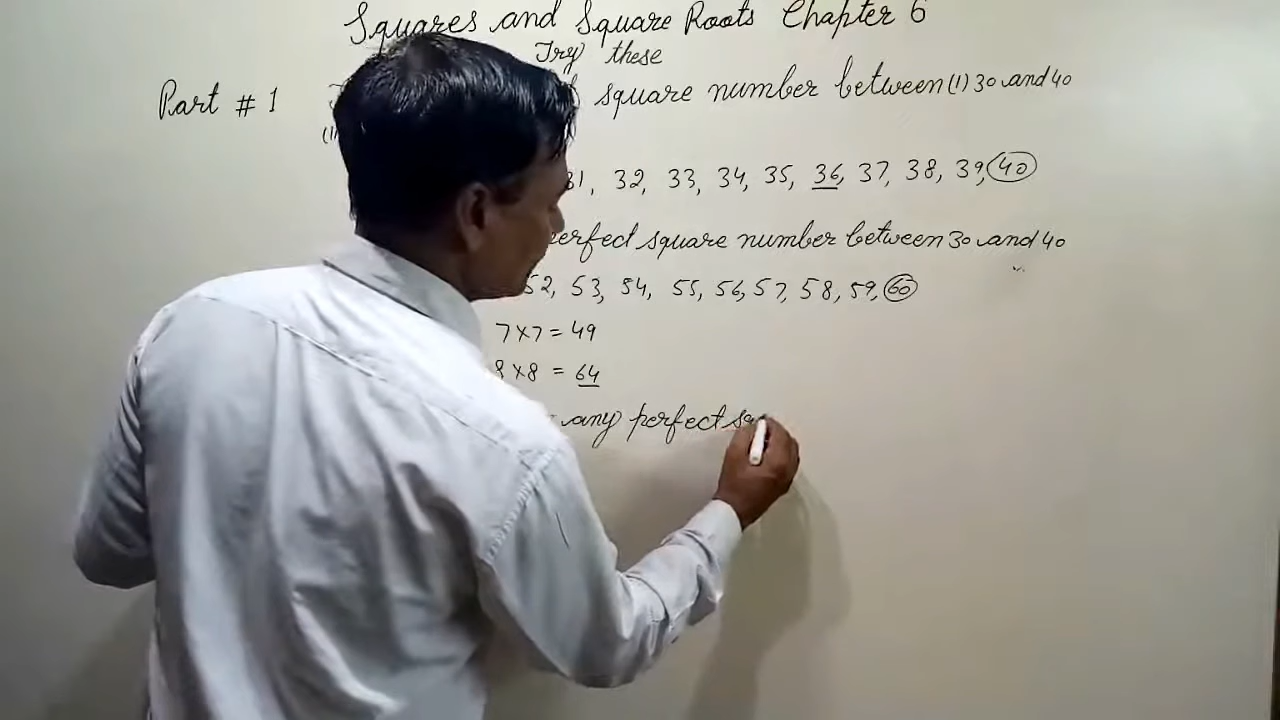 Squares and Square Roots Chapter 6
Try these
Part # 1 square number between (1) 30 and 40
31, 32, 33, 34, 35, 36, 37, 38, 39, 40
perfect square number between 30 and 40
52, 53, 54, 55, 56, 57, 58, 59, 60
7×7 = 49
8×8 = 64
any perfect sq